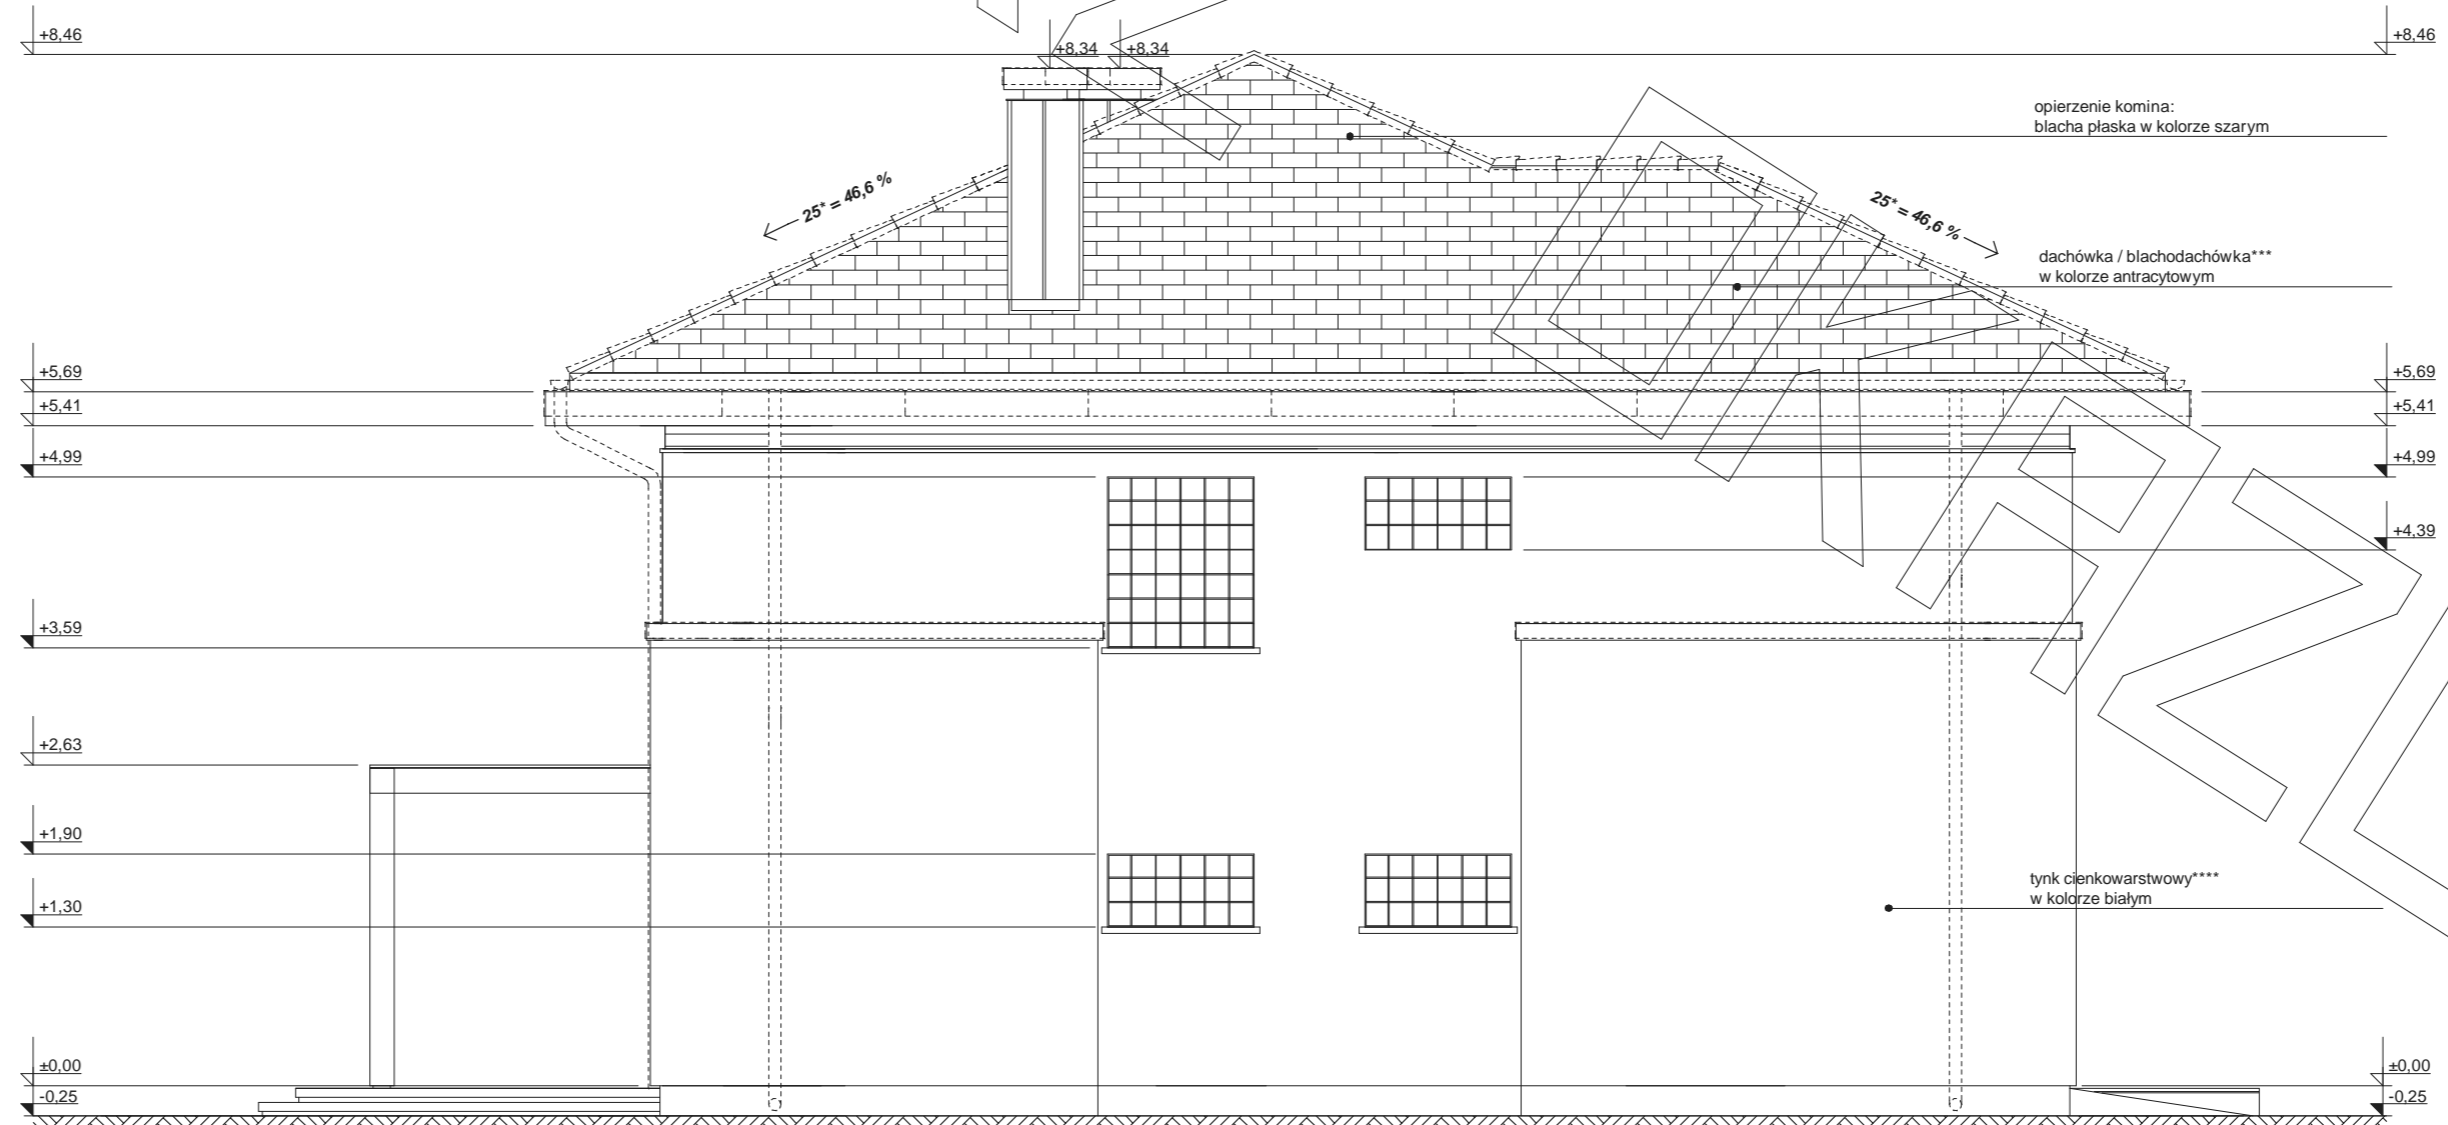 +8,46
+8,34 +8,34
+8,46
opierzenie komina:
blacha płaska w kolorze szarym
25* = 46,6 %
25* = 46,6 %
dachówka / blachodachówka***
w kolorze antracytowym
+5,69
+5,69
+5,41
+5,41
+4,99
+4,99
+4,39
+3,59
+2,63
+1,90
+1,30
tynk cienkowarstwowy****
w kolorze białym
±0,00
±0,00
-0,25
-0,25